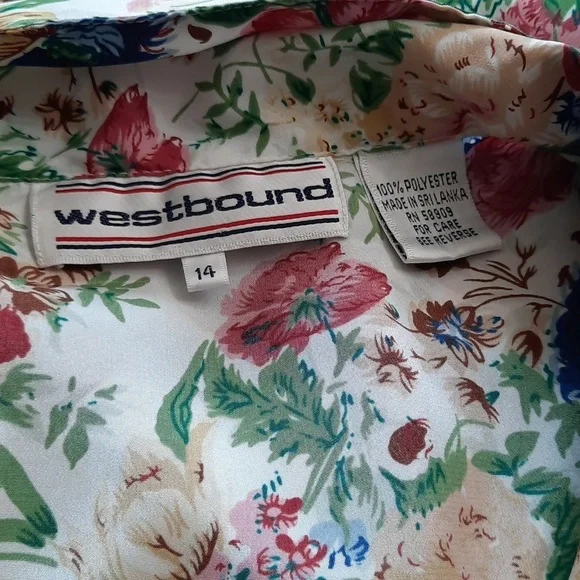 westbound
14
100% POLYESTER
MADE IN SRI LANKA
RN 58909
FOR CARE
SEE REVERSE